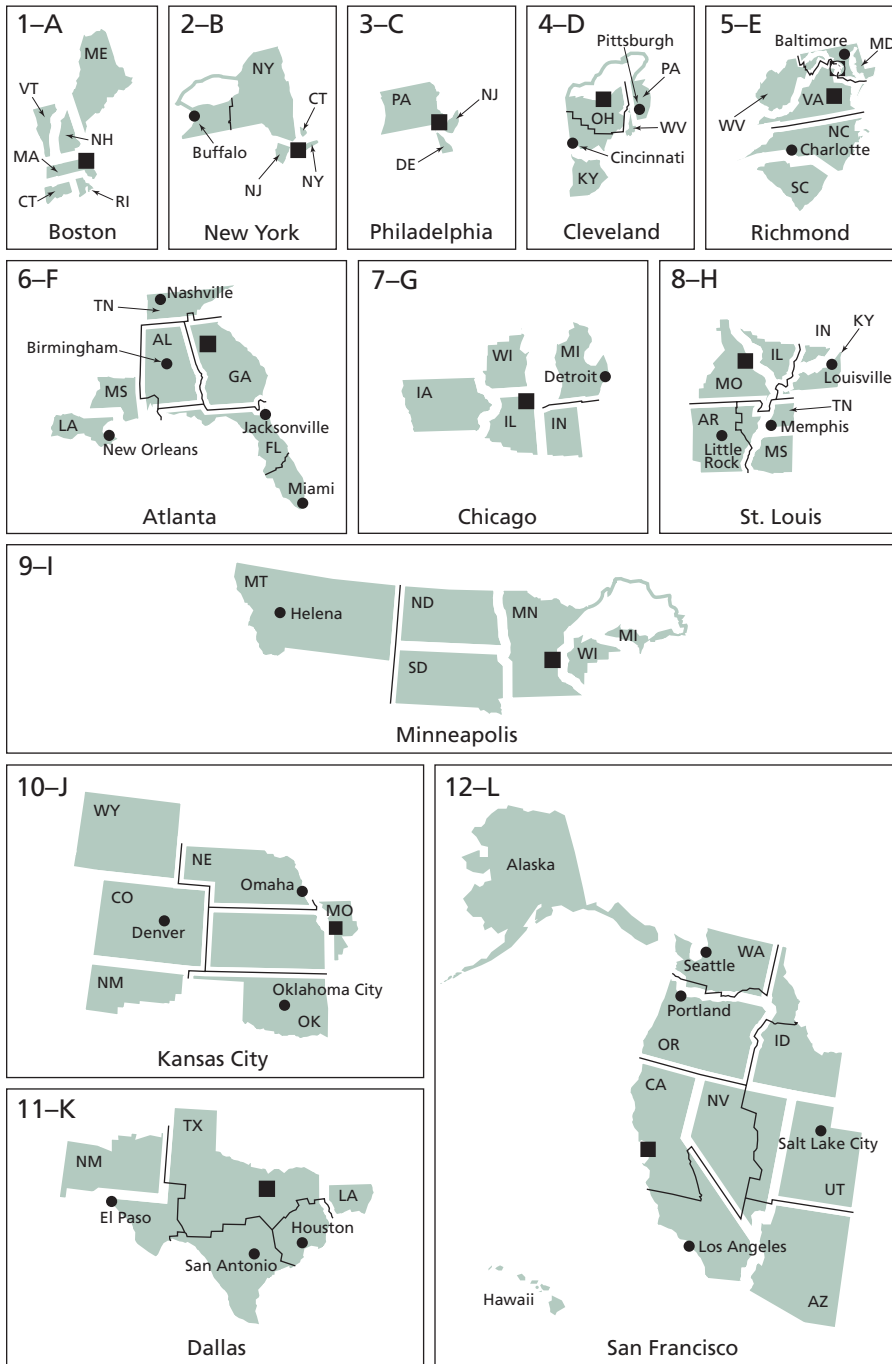 1–A
ME
VT
NH
MA
CT
RI
Boston
2–B
NY
CT
Buffalo
NJ
NY
New York
3–C
PA
NJ
DE
Philadelphia
4–D
Pittsburgh
PA
OH
WV
Cincinnati
KY
Cleveland
5–E
Baltimore
MD
WV
VA
NC
Charlotte
SC
Richmond
6–F
Nashville
TN
AL
Birmingham
GA
MS
LA
New Orleans
Jacksonville
FL
Miami
Atlanta
7–G
WI
MI
Detroit
IA
IL
IN
Chicago
8–H
KY
IN
IL
MO
Louisville
TN
AR
Memphis
Little
Rock
MS
St. Louis
9–I
MT
Helena
ND
MN
MI
WI
SD
Minneapolis
10–J
WY
NE
Omaha
CO
MO
Denver
NM
Oklahoma City
OK
Kansas City
11–K
TX
NM
LA
El Paso
Houston
San Antonio
Dallas
12–L
Alaska
WA
Seattle
Portland
OR
ID
CA
NV
Salt Lake City
UT
Los Angeles
Hawaii
AZ
San Francisco